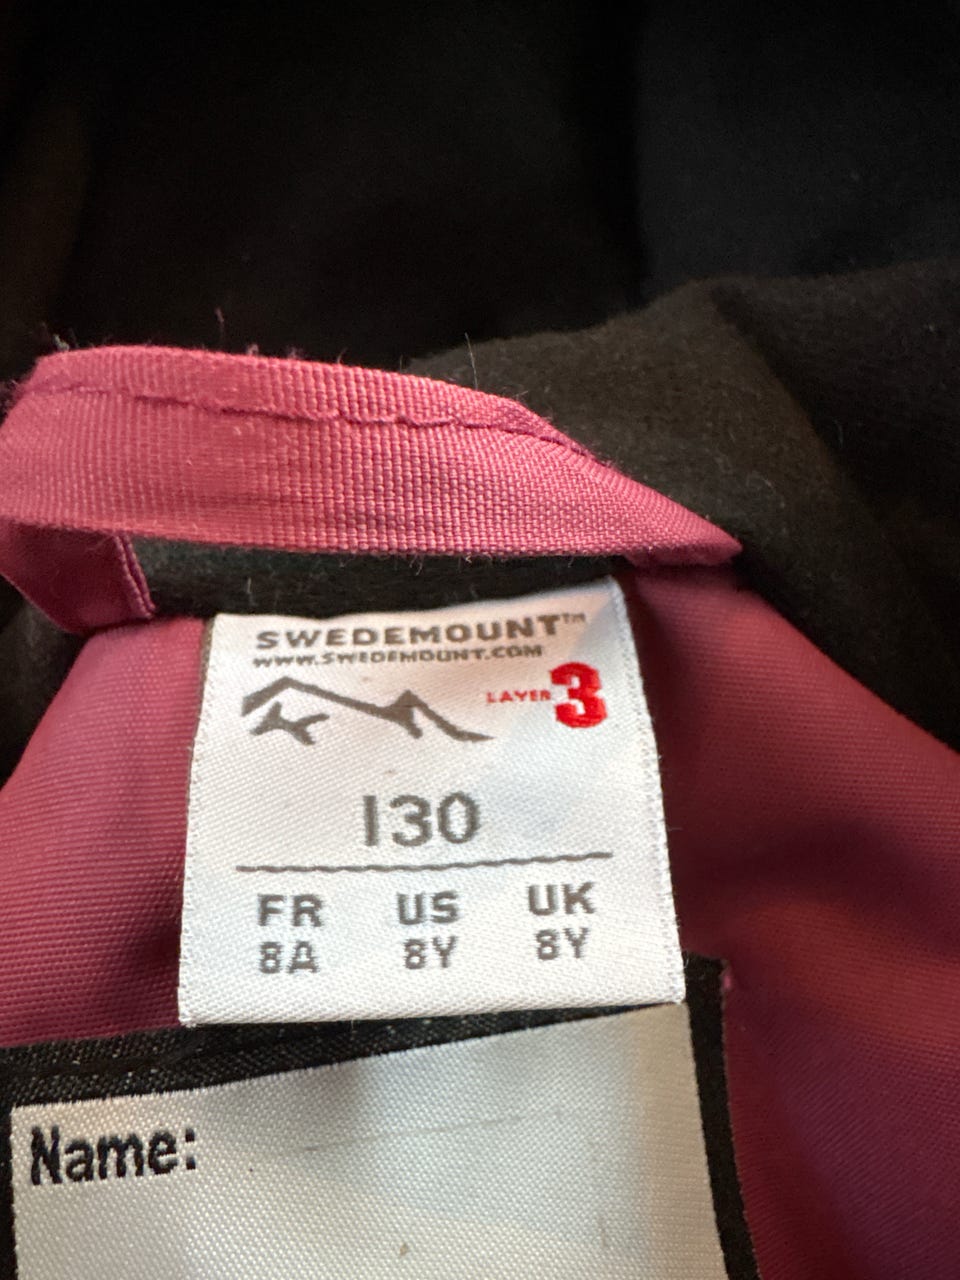 SWEDEMOUNT™
WWW.SWEDEMOUNT.COM
LAYER 3
130
FR US UK
8A 8Y 8Y
Name: